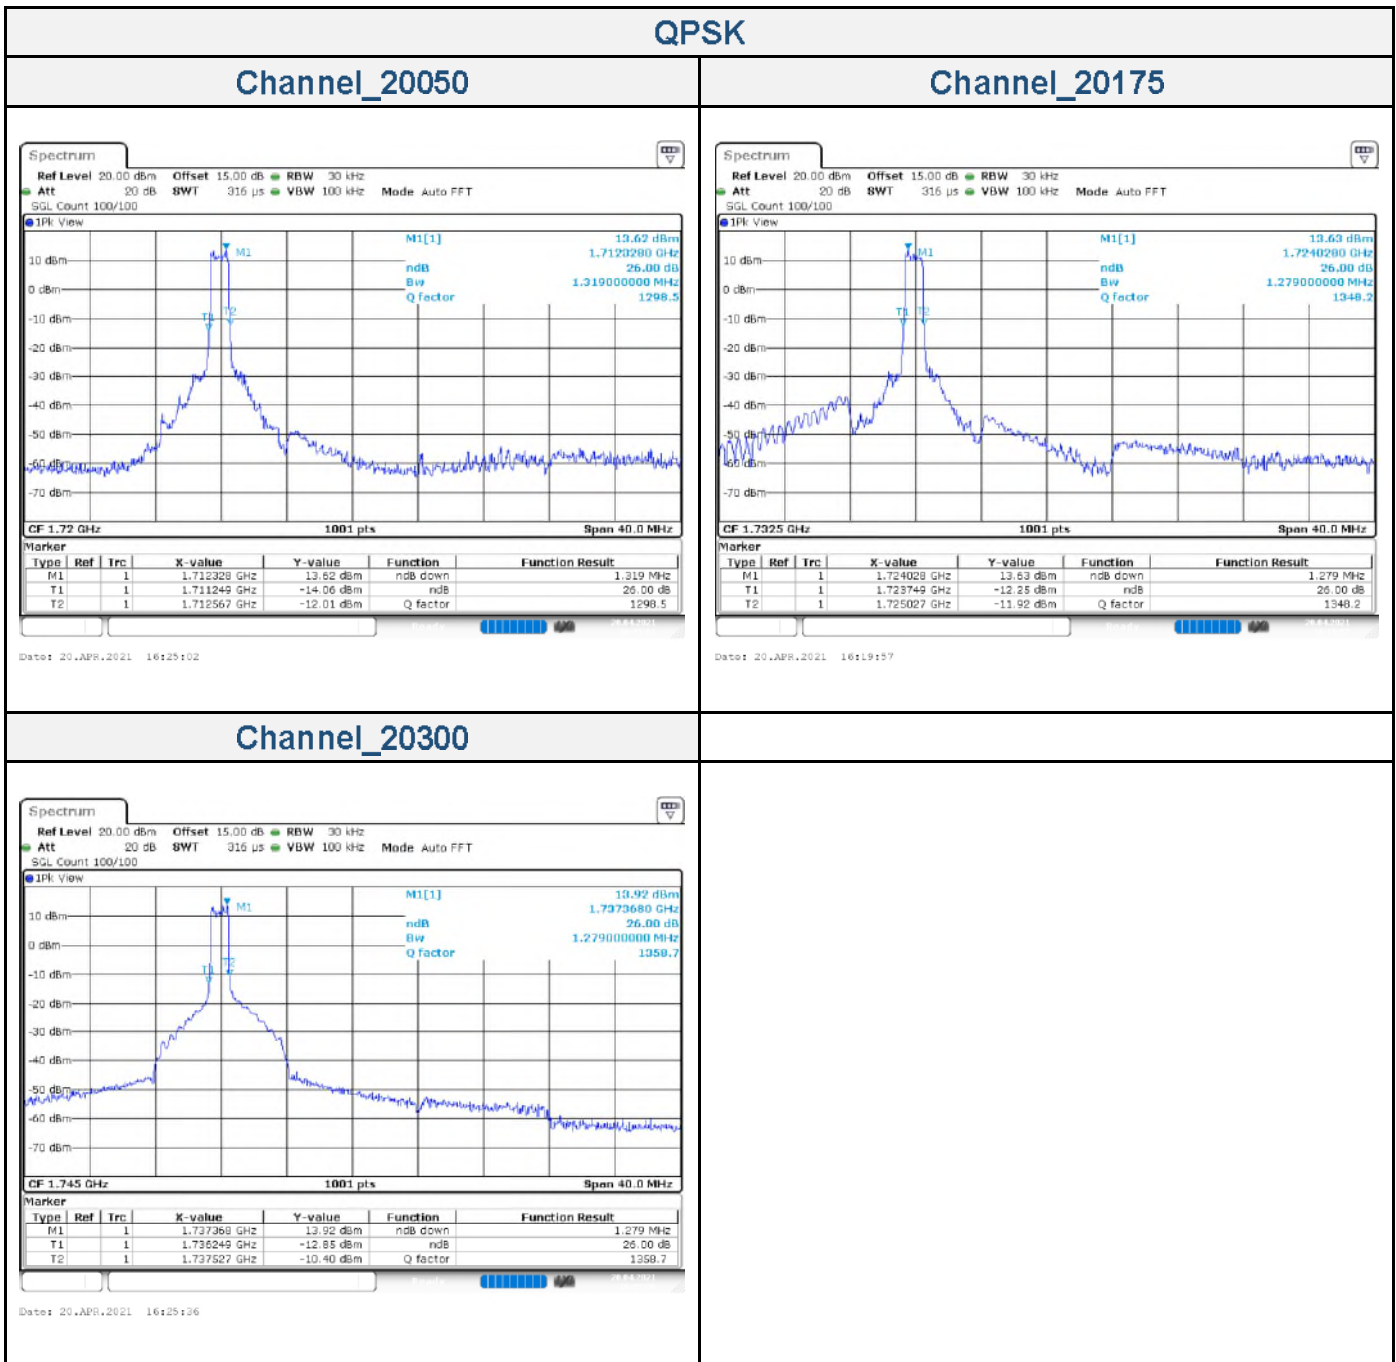 QPSK
Channel_20050
Spectrum
Ref Level 20.00 dBm Offset 15.00 dB RBW 30 kHz
Att 20 dB SWT 316 µs VBW 100 kHz Mode Auto FFT
SGL Count 100/100
1Pk View
M1[1] 13.62 dBm
1.7123280 GHz
ndB 26.00 dB
Bw 1.319000000 MHz
Q factor 1298.5
M1
T1 T2
10 dBm
0 dBm
-10 dBm
-20 dBm
-30 dBm
-40 dBm
-50 dBm
-60 dBm
-70 dBm
CF 1.72 GHz 1001 pts Span 40.0 MHz
Marker
Type Ref Trc X-value Y-value Function Function Result
M1 1 1.712328 GHz 13.62 dBm ndB down 1.319 MHz
T1 1 1.711249 GHz -14.06 dBm ndB 26.00 dB
T2 1 1.712567 GHz -12.01 dBm Q factor 1298.5
Date: 20.APR.2021 16:25:02
Channel_20175
Spectrum
Ref Level 20.00 dBm Offset 15.00 dB RBW 30 kHz
Att 20 dB SWT 316 µs VBW 100 kHz Mode Auto FFT
SGL Count 100/100
1Pk View
M1[1] 13.63 dBm
1.7240280 GHz
ndB 26.00 dB
Bw 1.279000000 MHz
Q factor 1348.2
M1
T1 T2
10 dBm
0 dBm
-10 dBm
-20 dBm
-30 dBm
-40 dBm
-50 dBm
-60 dBm
-70 dBm
CF 1.7325 GHz 1001 pts Span 40.0 MHz
Marker
Type Ref Trc X-value Y-value Function Function Result
M1 1 1.724028 GHz 13.63 dBm ndB down 1.279 MHz
T1 1 1.723749 GHz -12.25 dBm ndB 26.00 dB
T2 1 1.725027 GHz -11.92 dBm Q factor 1348.2
Date: 20.APR.2021 16:19:57
Channel_20300
Spectrum
Ref Level 20.00 dBm Offset 15.00 dB RBW 30 kHz
Att 20 dB SWT 316 µs VBW 100 kHz Mode Auto FFT
SGL Count 100/100
1Pk View
M1[1] 13.92 dBm
1.7373680 GHz
ndB 26.00 dB
Bw 1.279000000 MHz
Q factor 1358.7
M1
T1 T2
10 dBm
0 dBm
-10 dBm
-20 dBm
-30 dBm
-40 dBm
-50 dBm
-60 dBm
-70 dBm
CF 1.745 GHz 1001 pts Span 40.0 MHz
Marker
Type Ref Trc X-value Y-value Function Function Result
M1 1 1.737368 GHz 13.92 dBm ndB down 1.279 MHz
T1 1 1.736249 GHz -12.85 dBm ndB 26.00 dB
T2 1 1.737527 GHz -10.40 dBm Q factor 1358.7
Date: 20.APR.2021 16:25:36